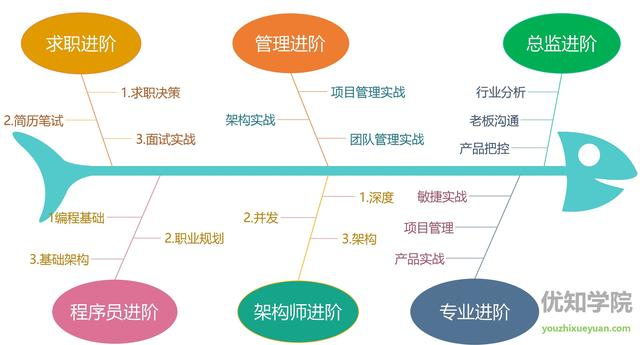 求职进阶
管理进阶
总监进阶
1.求职决策
2.简历笔试
3.面试实战
项目管理实战
架构实战
团队管理实战
行业分析
老板沟通
产品把控
1编程基础
2.职业规划
3.基础架构
1.深度
2.并发
3.架构
敏捷实战
项目管理
产品实战
程序员进阶
架构师进阶
专业进阶
优知学院
youzhixueyuan.com